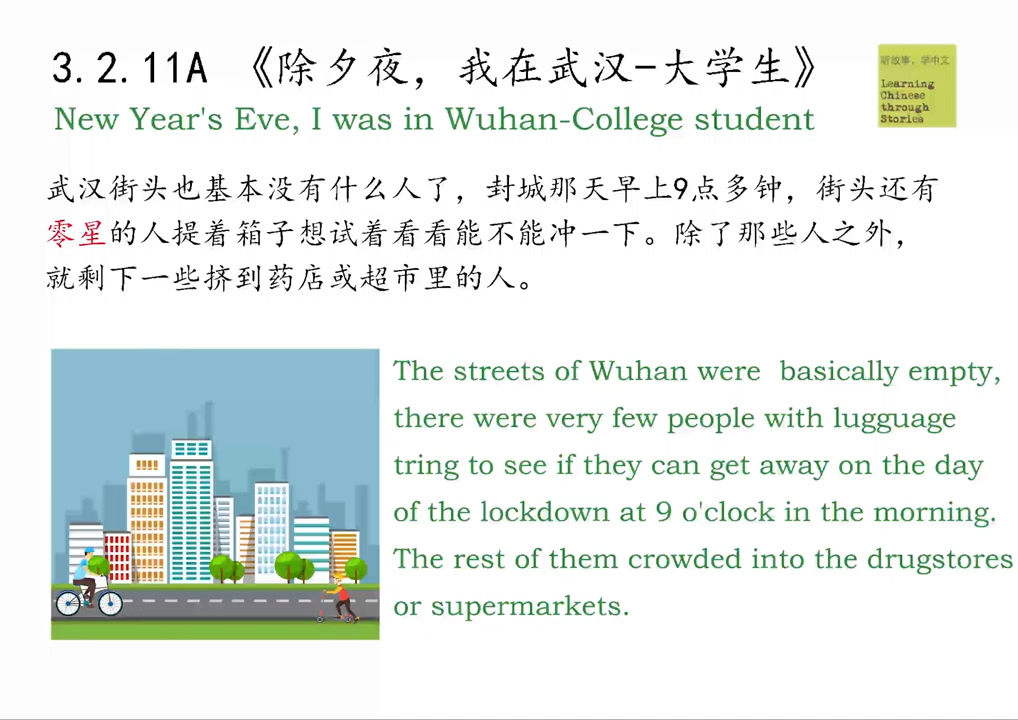 3.2.11A 《除夕夜，我在武汉-大学生》
New Year's Eve, I was in Wuhan-College student
听故事，学中文
Learning
Chinese
through
Stories
武汉街头也基本没有什么人了，封城那天早上9点多钟，街头还有
零星的人提着箱子想试着看看能不能冲一下。除了那些人之外，
就剩下一些挤到药店或超市里的人。
The streets of Wuhan were basically empty,
there were very few people with lugguage
tring to see if they can get away on the day
of the lockdown at 9 o'clock in the morning.
The rest of them crowded into the drugstores
or supermarkets.